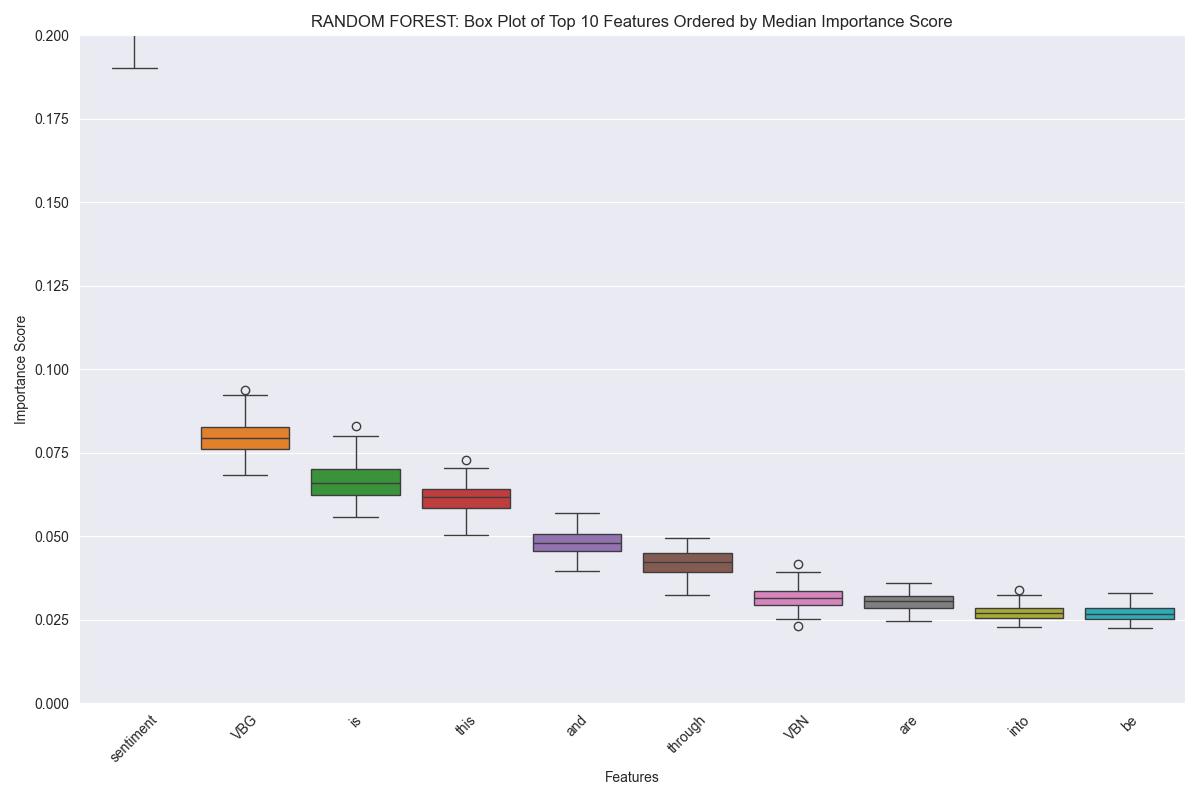 RANDOM FOREST: Box Plot of Top 10 Features Ordered by Median Importance Score
0.200
0.175
0.150
0.125
0.100
0.075
0.050
0.025
0.000
Importance Score
sentiment
VBG
is
this
and
through
VBN
are
into
be
Features